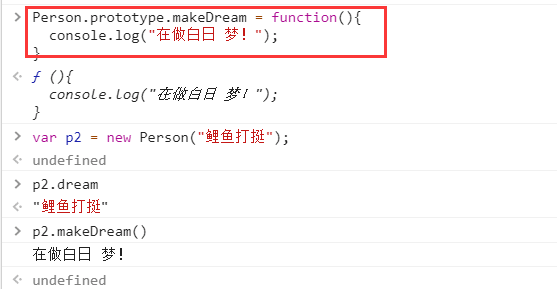 Person.prototype.makeDream = function(){
console.log("在做白日 梦！");
}
ƒ (){
console.log("在做白日 梦！");
}
var p2 = new Person("鲤鱼打挺");
undefined
p2.dream
"鲤鱼打挺"
p2.makeDream()
在做白日 梦！
undefined